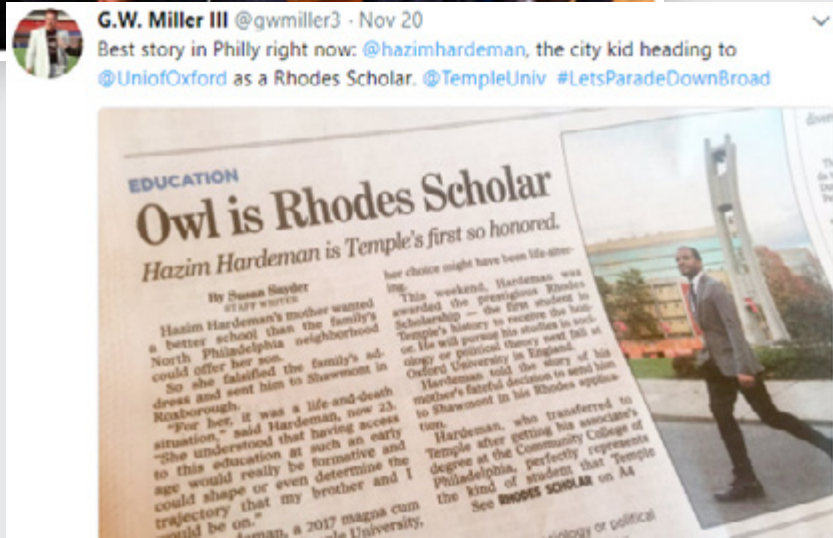 G.W. Miller III @gwmiller3 · Nov 20
Best story in Philly right now: @hazimhardeman, the city kid heading to
@UniofOxford as a Rhodes Scholar. @TempleUniv #LetsParadeDownBroad
EDUCATION
Owl is Rhodes Scholar
Hazim Hardeman is Temple's first so honored.
By Susan Snyder
STAFF WRITER
Hazim Hardeman's mother wanted
a better school than the family's
North Philadelphia neighborhood
could offer her son.
So she falsified the family's ad-
dress and sent him to Shawmont in
Roxborough.
"For her, it was a life-and-death
situation," said Hardeman, now 23.
"She understood that having access
to this education at such an early
age would really be formative and
could shape or even determine the
trajectory that my brother and I
would be on."
deman, a 2017 magna cum
University,
her choice might have been life-alter-
ing.
This weekend, Hardeman was
awarded the prestigious Rhodes
Scholarship — the first student in
Temple's history to receive the hon-
or. He will pursue his studies in soci-
ology or political theory next fall at
Oxford University in England.
Hardeman told the story of his
mother's fateful decision to send him
to Shawmont in his Rhodes applica-
tion.
Hardeman, who transferred to
Temple after getting his associate's
degree at the Community College of
Philadelphia, perfectly represents
the kind of student that Temple
See RHODES SCHOLAR on A4
or political